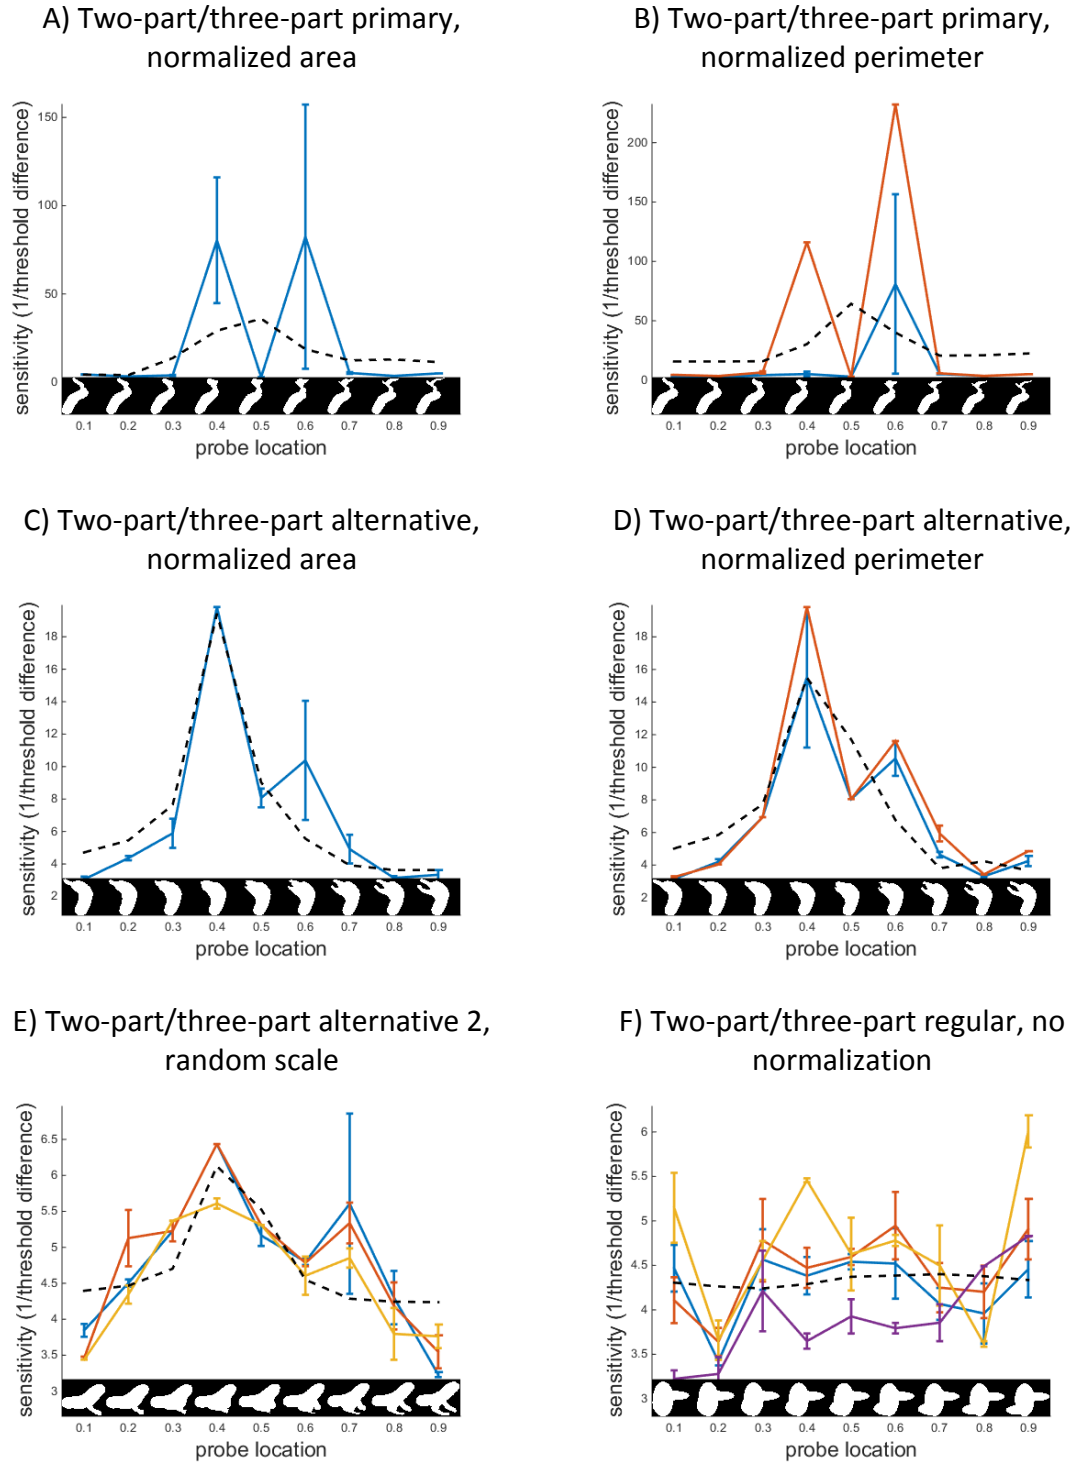 A) Two-part/three-part primary,
normalized area
B) Two-part/three-part primary,
normalized perimeter
sensitivity (1/threshold difference)
150
100
50
0
0.1 0.2 0.3 0.4 0.5 0.6 0.7 0.8 0.9
probe location
sensitivity (1/threshold difference)
200
150
100
50
0
0.1 0.2 0.3 0.4 0.5 0.6 0.7 0.8 0.9
probe location
C) Two-part/three-part alternative,
normalized area
D) Two-part/three-part alternative,
normalized perimeter
sensitivity (1/threshold difference)
18
16
14
12
10
8
6
4
2
0.1 0.2 0.3 0.4 0.5 0.6 0.7 0.8 0.9
probe location
sensitivity (1/threshold difference)
18
16
14
12
10
8
6
4
2
0.1 0.2 0.3 0.4 0.5 0.6 0.7 0.8 0.9
probe location
E) Two-part/three-part alternative 2,
random scale
F) Two-part/three-part regular, no
normalization
sensitivity (1/threshold difference)
6.5
6
5.5
5
4.5
4
3.5
3
0.1 0.2 0.3 0.4 0.5 0.6 0.7 0.8 0.9
probe location
sensitivity (1/threshold difference)
6
5.5
5
4.5
4
3.5
3
0.1 0.2 0.3 0.4 0.5 0.6 0.7 0.8 0.9
probe location